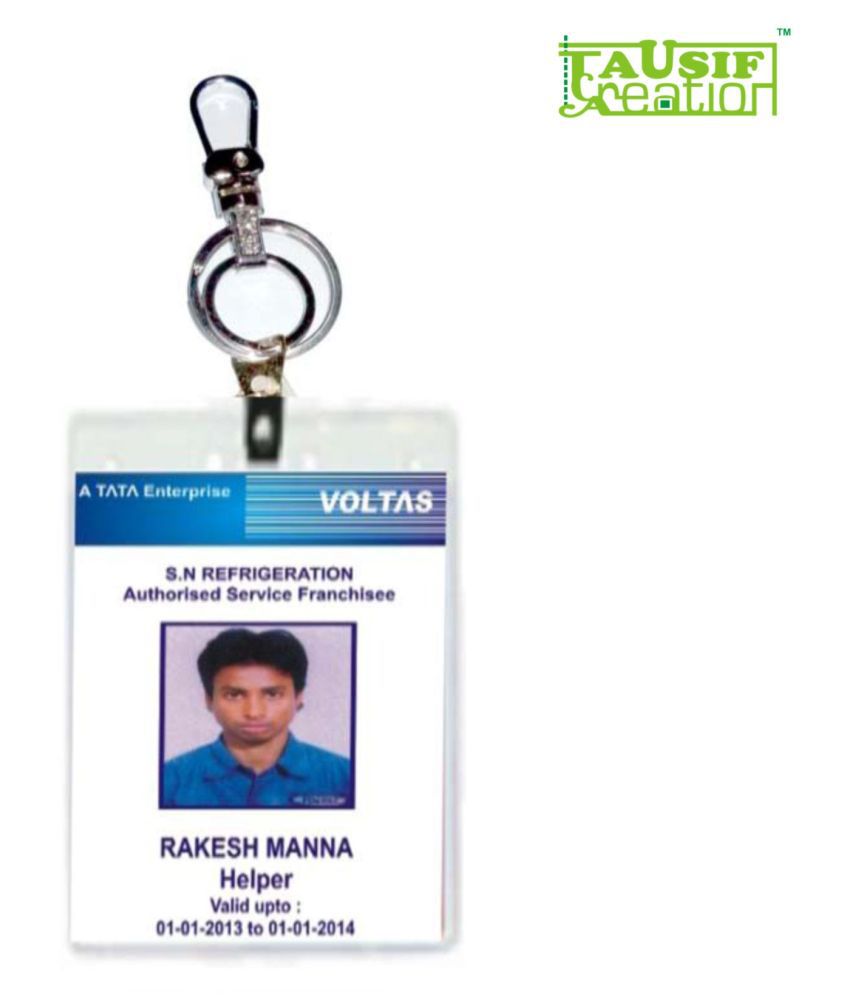 TAUSIF
Creation
TM
A TATA Enterprise
VOLTAS
S.N REFRIGERATION
Authorised Service Franchisee
RAKESH MANNA
Helper
Valid upto :
01-01-2013 to 01-01-2014